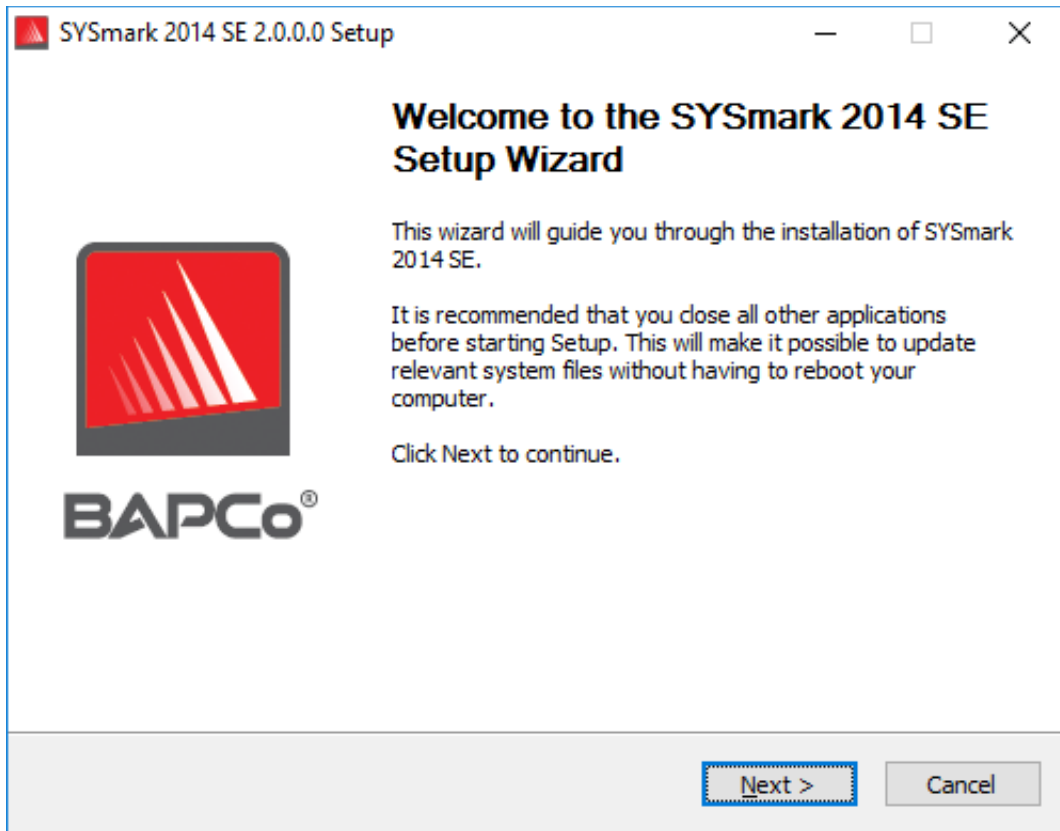 SYSmark 2014 SE 2.0.0.0 Setup
Welcome to the SYSmark 2014 SE
Setup Wizard
This wizard will guide you through the installation of SYSmark
2014 SE.
It is recommended that you close all other applications
before starting Setup. This will make it possible to update
relevant system files without having to reboot your
computer.
Click Next to continue.
BAPCo®
Next >
Cancel